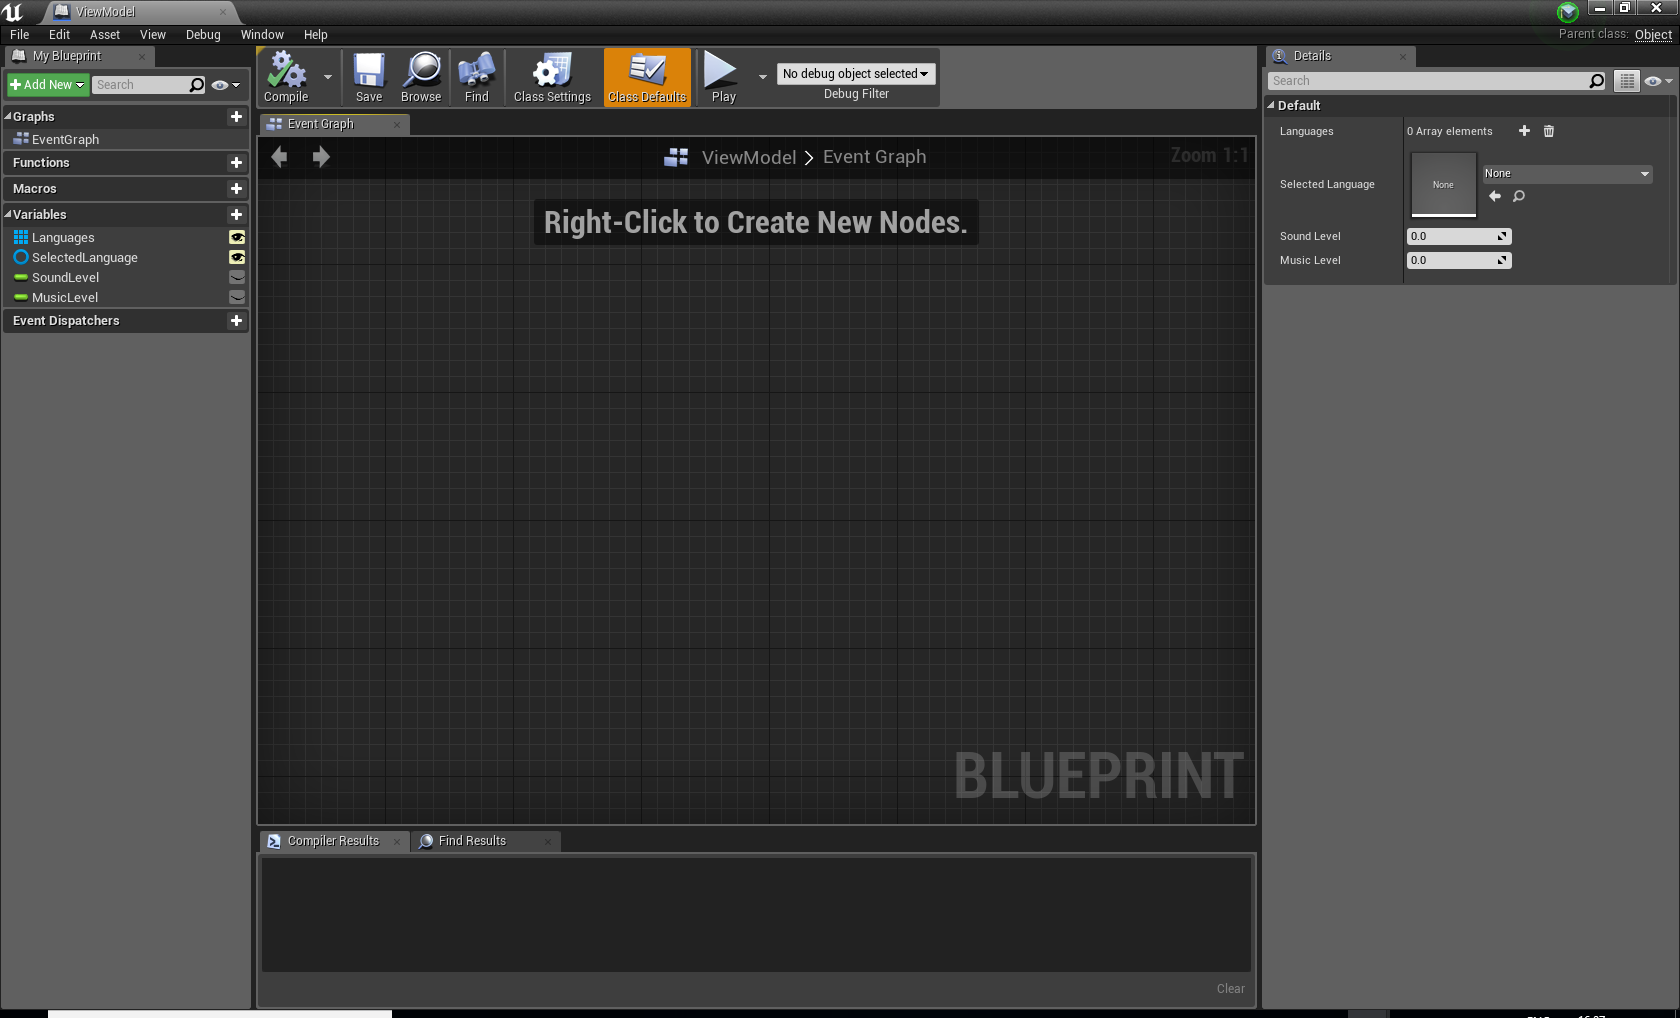 ViewModel
File Edit Asset View Debug Window Help
Parent class: Object
My Blueprint
Add New Search
Graphs
EventGraph
Functions
Macros
Variables
Languages
SelectedLanguage
SoundLevel
MusicLevel
Event Dispatchers
Compile Save Browse Find Class Settings Class Defaults Play
No debug object selected
Debug Filter
Event Graph
ViewModel > Event Graph
Zoom 1:1
Right-Click to Create New Nodes.
BLUEPRINT
Compiler Results Find Results
Clear
Details
Search
Default
Languages 0 Array elements
Selected Language None None
Sound Level 0.0
Music Level 0.0